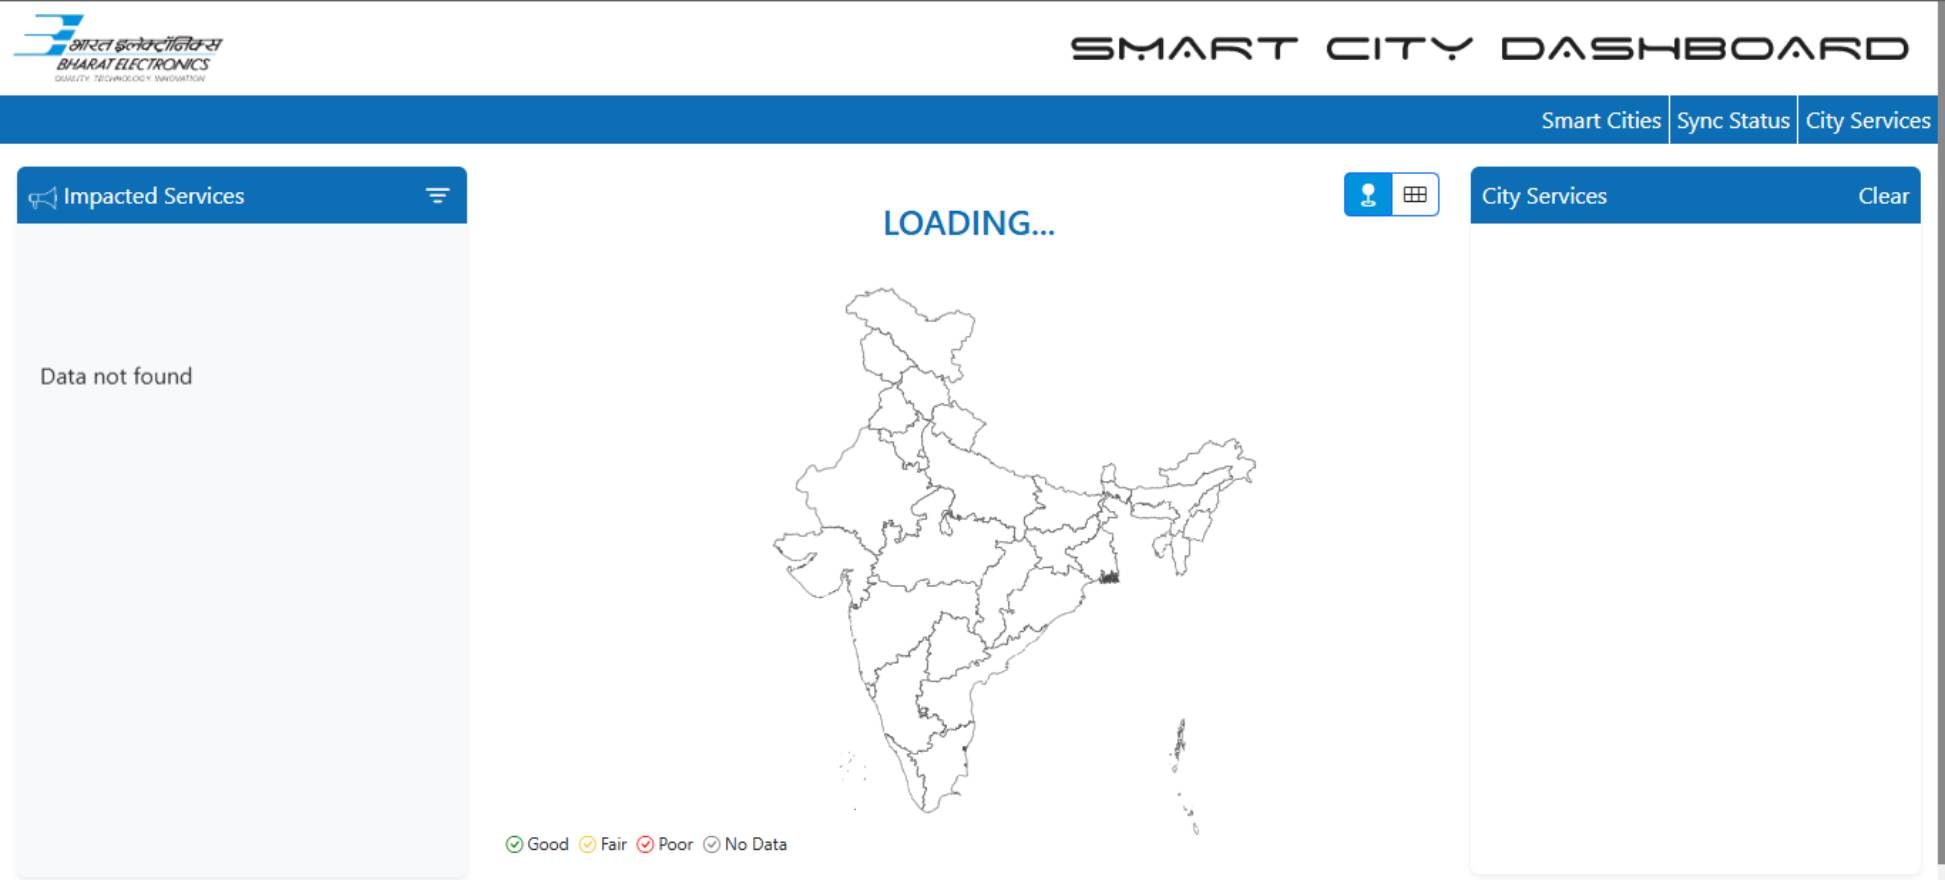 भारत इलेक्ट्रॉनिक्स
BHARAT ELECTRONICS
QUALITY. TECHNOLOGY. INNOVATION
SMART CITY DASHBOARD
Smart Cities Sync Status City Services
Impacted Services
Data not found
LOADING...
Good Fair Poor No Data
City Services Clear